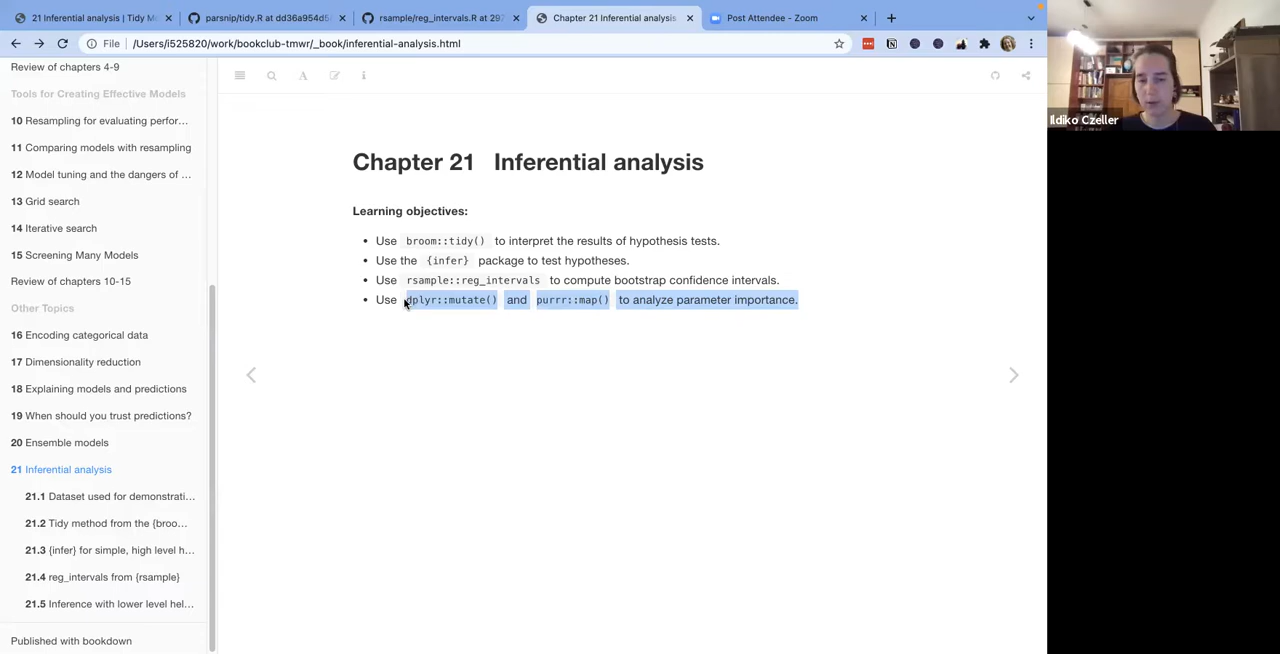 21 Inferential analysis | Tidy M
parsnip/tidy.R at dd36a954d5
rsample/reg_intervals.R at 29
Chapter 21 Inferential analysis
Post Attendee - Zoom
File
/Users/i525820/work/bookclub-tmwr/_book/inferential-analysis.html
Review of chapters 4-9
Tools for Creating Effective Models
10 Resampling for evaluating perfor…
11 Comparing models with resampling
12 Model tuning and the dangers of …
13 Grid search
14 Iterative search
15 Screening Many Models
Review of chapters 10-15
Other Topics
16 Encoding categorical data
17 Dimensionality reduction
18 Explaining models and predictions
19 When should you trust predictions?
20 Ensemble models
21 Inferential analysis
21.1 Dataset used for demonstrati…
21.2 Tidy method from the {broo…
21.3 {infer} for simple, high level h…
21.4 reg_intervals from {rsample}
21.5 Inference with lower level hel…
Published with bookdown
Chapter 21 Inferential analysis
Learning objectives:
• Use broom::tidy() to interpret the results of hypothesis tests.
• Use the {infer} package to test hypotheses.
• Use rsample::reg_intervals to compute bootstrap confidence intervals.
• Use dplyr::mutate() and purrr::map() to analyze parameter importance.
Ildiko Czeller